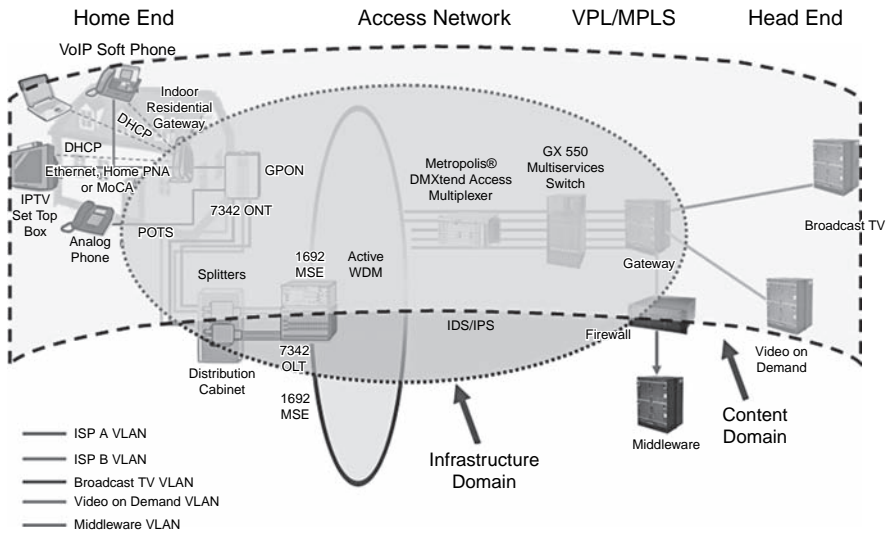 Home End
Access Network
VPL/MPLS
Head End
VoIP Soft Phone
Indoor
Residential
Gateway
DHCP
DHCP
Ethernet, Home PNA
or MoCA
IPTV
Set Top
Box
Analog
Phone
POTS
GPON
7342 ONT
Splitters
1692
MSE
Active
WDM
Metropolis®
DMXtend Access
Multiplexer
GX 550
Multiservices
Switch
Gateway
Broadcast TV
IDS/IPS
Firewall
Video on
Demand
Distribution
Cabinet
7342
OLT
1692
MSE
Middleware
Content
Domain
Infrastructure
Domain
ISP A VLAN
ISP B VLAN
Broadcast TV VLAN
Video on Demand VLAN
Middleware VLAN